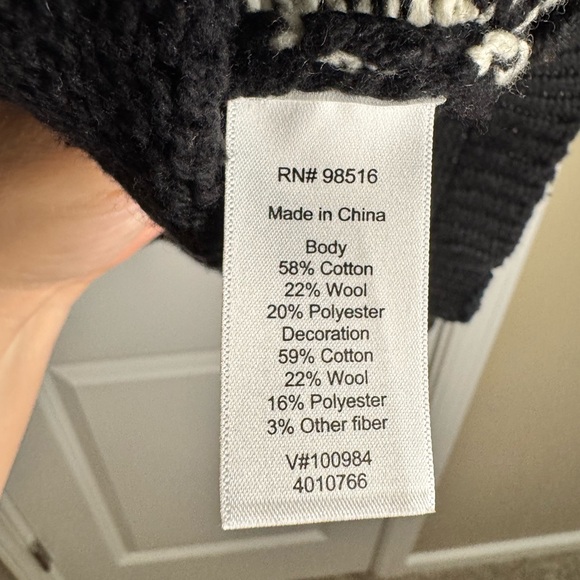 RN# 98516
Made in China
Body
58% Cotton
22% Wool
20% Polyester
Decoration
59% Cotton
22% Wool
16% Polyester
3% Other fiber
V#100984
4010766